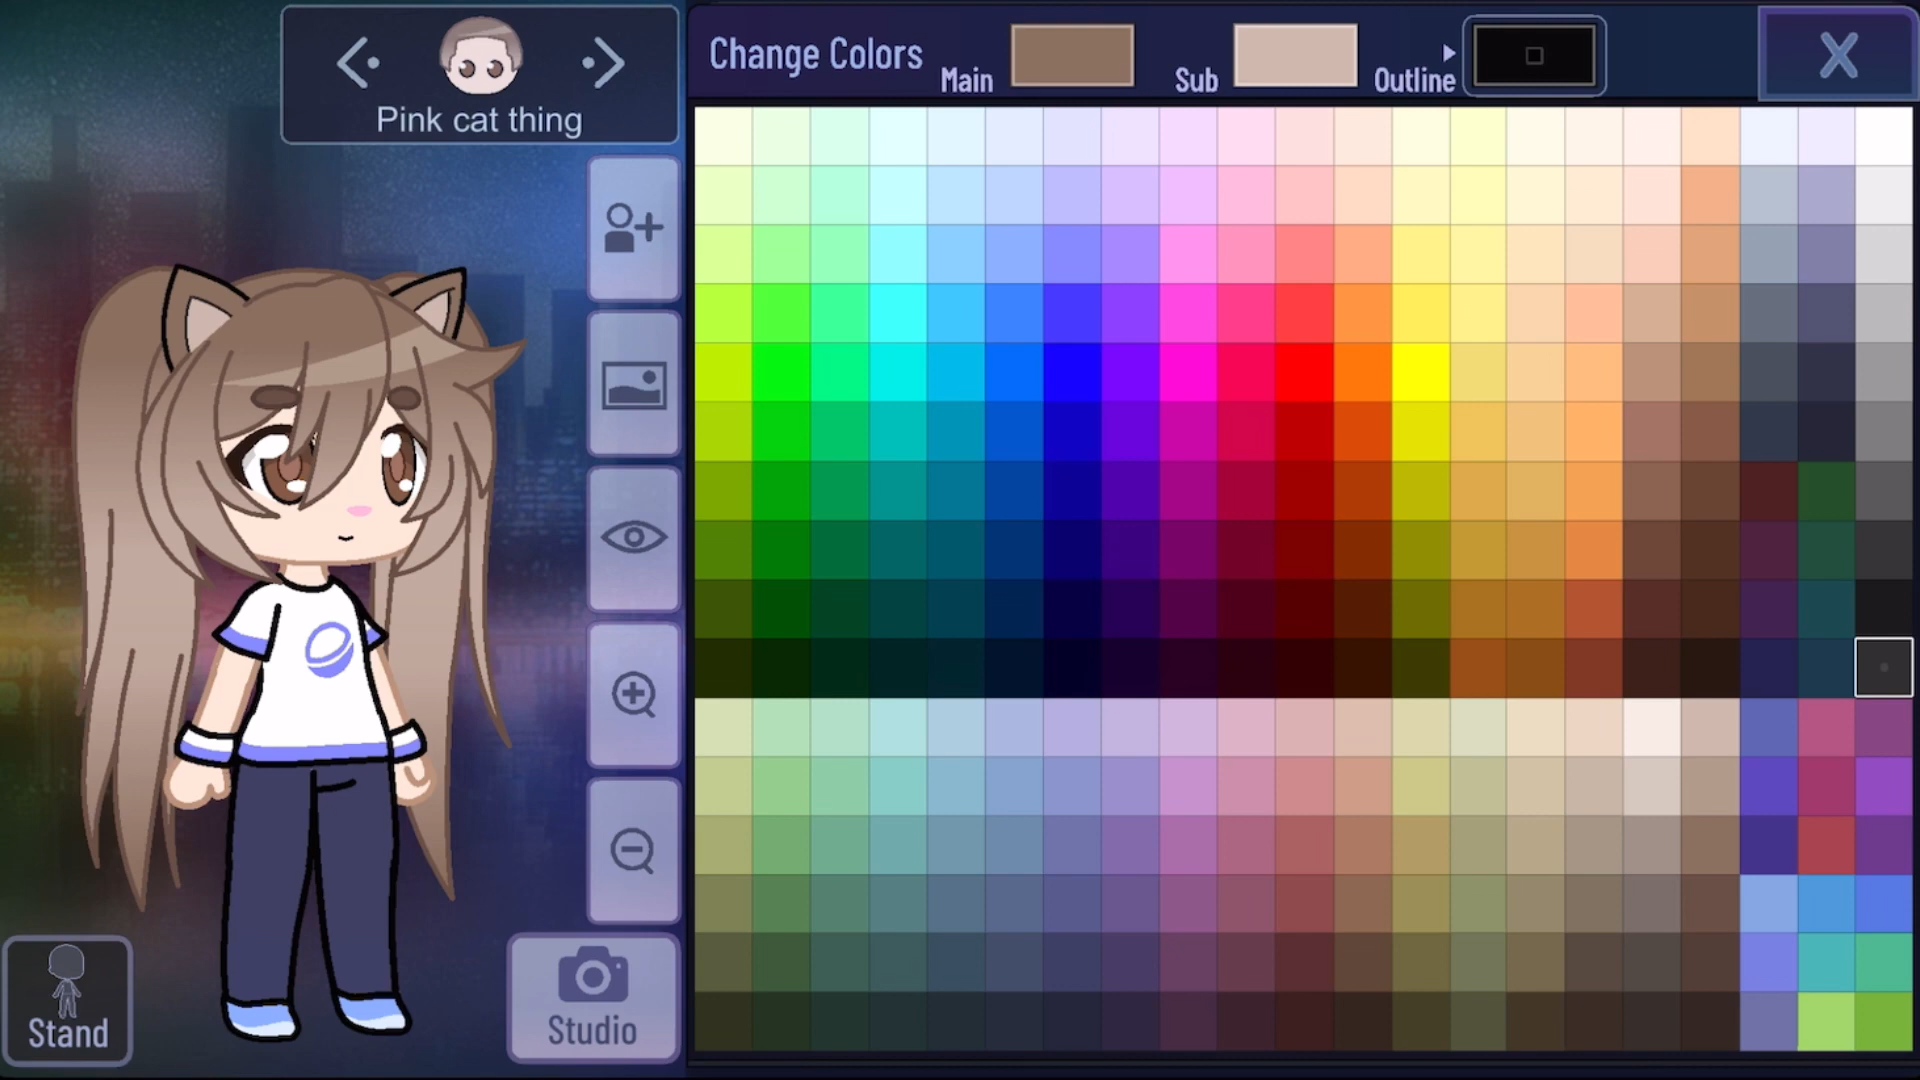 Pink cat thing
Change Colors
Main
Sub
Outline
X
Stand
Studio